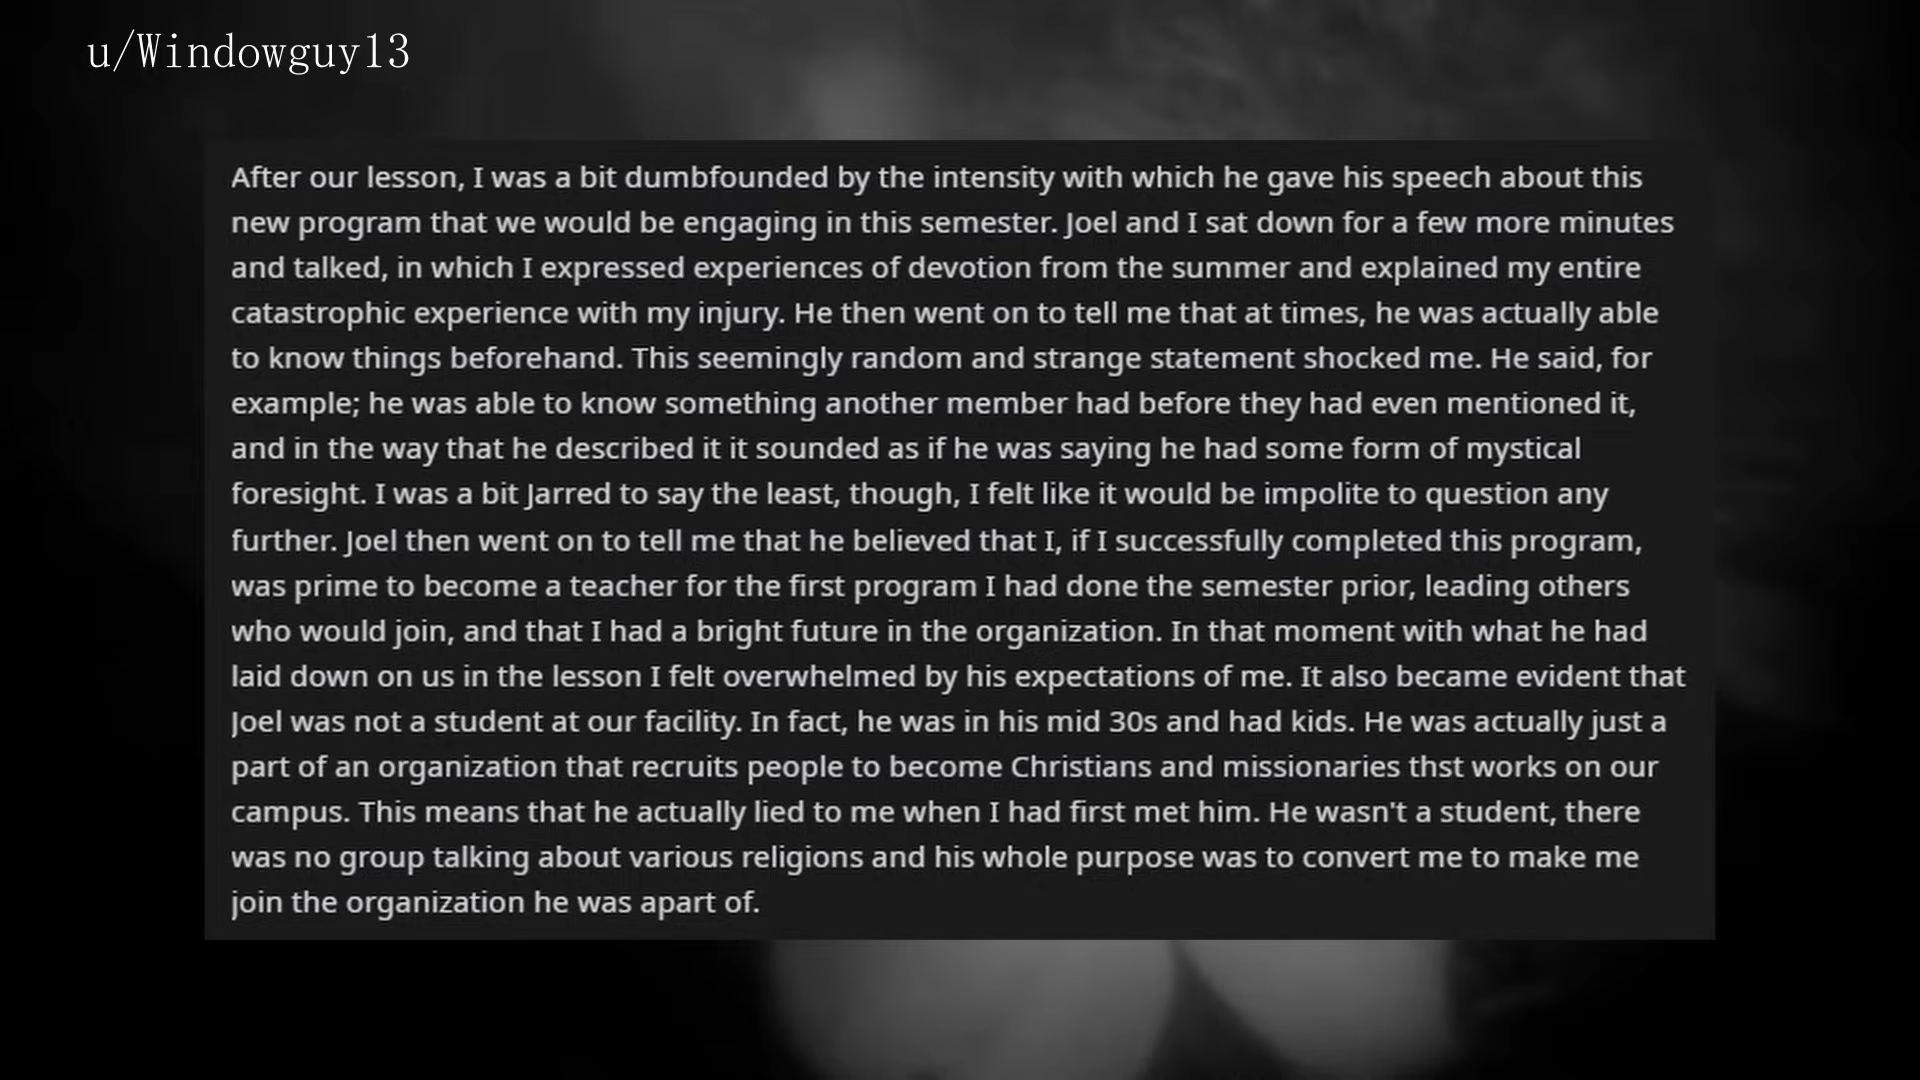 u/Windowguy13
After our lesson, I was a bit dumbfounded by the intensity with which he gave his speech about this
new program that we would be engaging in this semester. Joel and I sat down for a few more minutes
and talked, in which I expressed experiences of devotion from the summer and explained my entire
catastrophic experience with my injury. He then went on to tell me that at times, he was actually able
to know things beforehand. This seemingly random and strange statement shocked me. He said, for
example; he was able to know something another member had before they had even mentioned it,
and in the way that he described it it sounded as if he was saying he had some form of mystical
foresight. I was a bit Jarred to say the least, though, I felt like it would be impolite to question any
further. Joel then went on to tell me that he believed that I, if I successfully completed this program,
was prime to become a teacher for the first program I had done the semester prior, leading others
who would join, and that I had a bright future in the organization. In that moment with what he had
laid down on us in the lesson I felt overwhelmed by his expectations of me. It also became evident that
Joel was not a student at our facility. In fact, he was in his mid 30s and had kids. He was actually just a
part of an organization that recruits people to become Christians and missionaries thst works on our
campus. This means that he actually lied to me when I had first met him. He wasn't a student, there
was no group talking about various religions and his whole purpose was to convert me to make me
join the organization he was apart of.